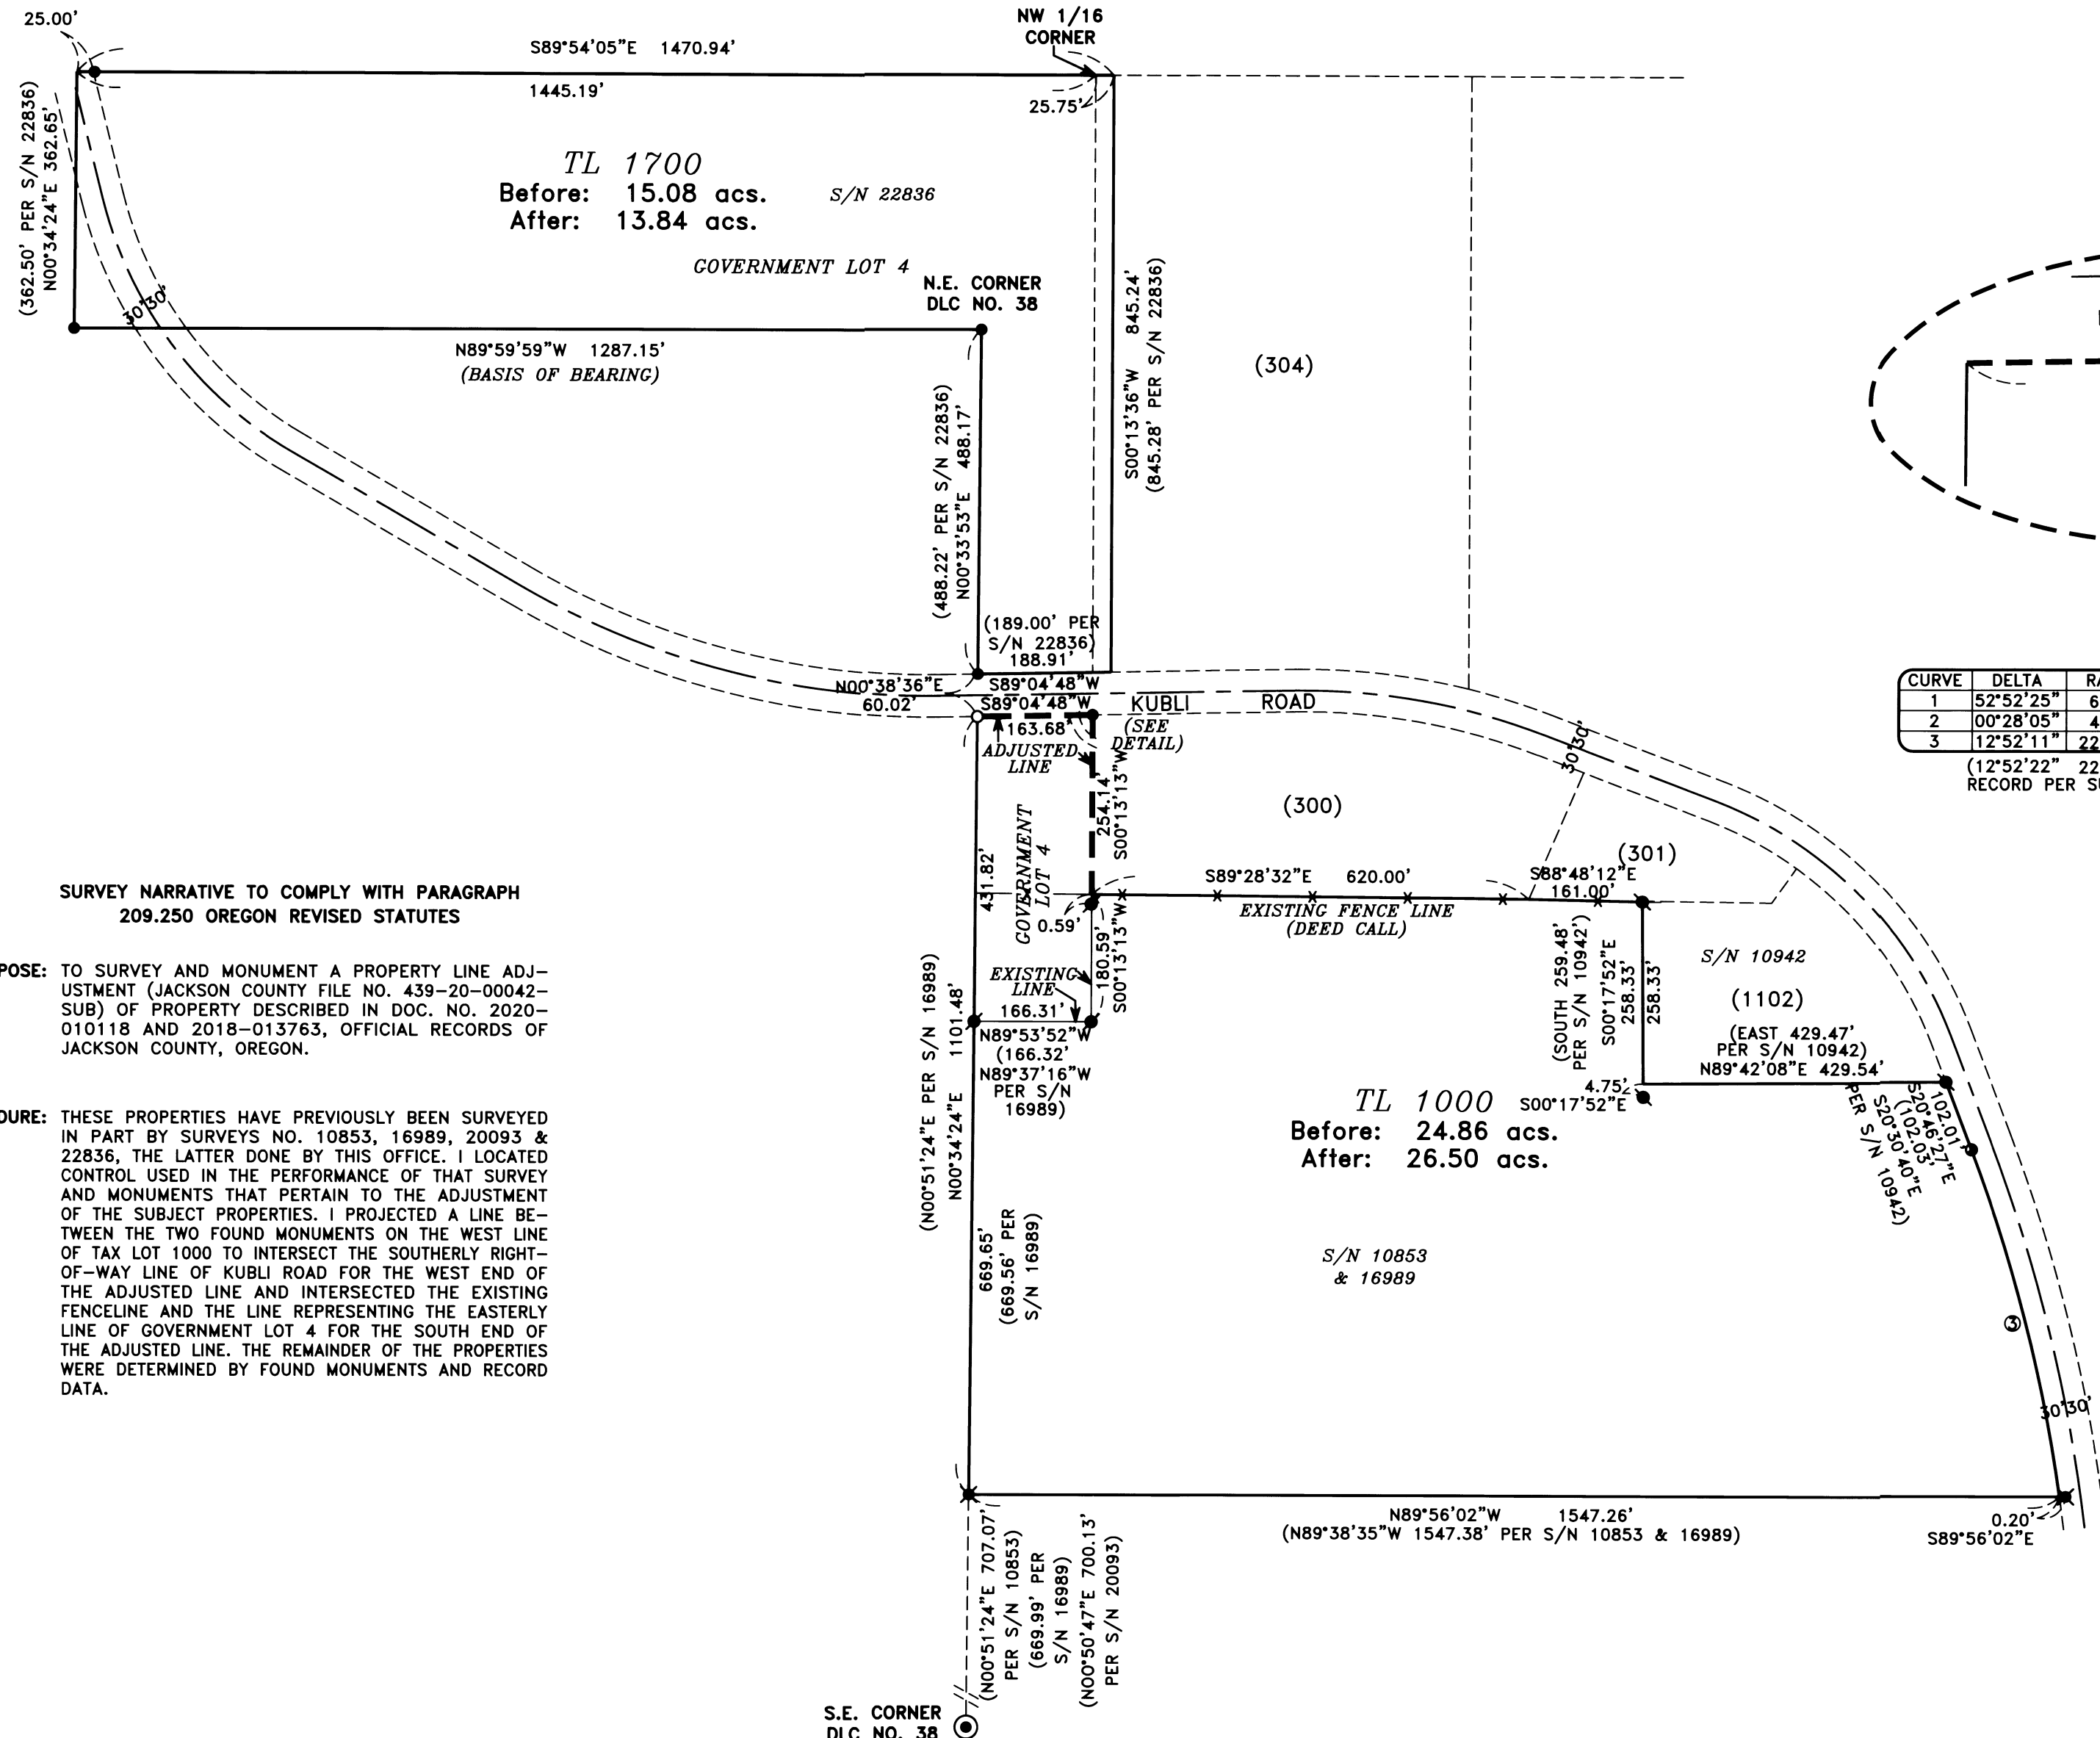 25.00'
S89°54'05"E 1470.94'
1445.19'
NW 1/16
CORNER
25.75'
(362.50' PER S/N 22836)
N00°34'24"E 362.65'
TL 1700
Before: 15.08 acs.
After: 13.84 acs.
S/N 22836
GOVERNMENT LOT 4
N.E. CORNER
DLC NO. 38
30' 30'
N89°59'59"W 1287.15'
(BASIS OF BEARING)
(488.22' PER S/N 22836)
N00°33'53"E 488.17'
S00°13'36"W 845.24'
(845.28' PER S/N 22836)
(304)
(189.00' PER
S/N 22836)
188.91'
S89°04'48"W
N00°38'36"E
60.02'
S89°04'48"W
163.68'
KUBLI ROAD
(SEE
DETAIL)
ADJUSTED
LINE
254.14'
S00°13'13"W
GOVERNMENT
LOT 4
431.82'
(300)
(301)
30' 30'
S89°28'32"E 620.00'
EXISTING FENCE LINE
(DEED CALL)
S88°48'12"E
161.00'
0.59'
180.59'
S00°13'13"W
EXISTING
LINE
166.31'
N89°53'52"W
(166.32'
N89°37'16"W
PER S/N
16989)
(N00°51'24"E PER S/N 16989)
N00°34'24"E 1101.48'
669.65'
(669.56' PER
S/N 16989)
(SOUTH 259.48'
PER S/N 10942')
S00°17'52"E
258.33'
258.33'
S/N 10942
(1102)
(EAST 429.47'
PER S/N 10942)
N89°42'08"E 429.54'
4.75'
S00°17'52"E
TL 1000
Before: 24.86 acs.
After: 26.50 acs.
102.01'
S20°46'27"E
(102.03'
S20°30'40"E
PER S/N 10942)
S/N 10853
& 16989
3
30' 30'
N89°56'02"W 1547.26'
(N89°38'35"W 1547.38' PER S/N 10853 & 16989)
0.20'
S89°56'02"E
(N00°51'24"E 707.07'
PER S/N 10853)
(669.99' PER
S/N 16989)
(N00°50'47"E 700.13'
PER S/N 20093)
S.E. CORNER
DLC NO. 38
CURVE DELTA RA
1 52°52'25" 6
2 00°28'05" 4
3 12°52'11" 22
(12°52'22" 22
RECORD PER SU
SURVEY NARRATIVE TO COMPLY WITH PARAGRAPH
209.250 OREGON REVISED STATUTES
POSE: TO SURVEY AND MONUMENT A PROPERTY LINE ADJ-
USTMENT (JACKSON COUNTY FILE NO. 439-20-00042-
SUB) OF PROPERTY DESCRIBED IN DOC. NO. 2020-
010118 AND 2018-013763, OFFICIAL RECORDS OF
JACKSON COUNTY, OREGON.
DURE: THESE PROPERTIES HAVE PREVIOUSLY BEEN SURVEYED
IN PART BY SURVEYS NO. 10853, 16989, 20093 &
22836, THE LATTER DONE BY THIS OFFICE. I LOCATED
CONTROL USED IN THE PERFORMANCE OF THAT SURVEY
AND MONUMENTS THAT PERTAIN TO THE ADJUSTMENT
OF THE SUBJECT PROPERTIES. I PROJECTED A LINE BE-
TWEEN THE TWO FOUND MONUMENTS ON THE WEST LINE
OF TAX LOT 1000 TO INTERSECT THE SOUTHERLY RIGHT-
OF-WAY LINE OF KUBLI ROAD FOR THE WEST END OF
THE ADJUSTED LINE AND INTERSECTED THE EXISTING
FENCELINE AND THE LINE REPRESENTING THE EASTERLY
LINE OF GOVERNMENT LOT 4 FOR THE SOUTH END OF
THE ADJUSTED LINE. THE REMAINDER OF THE PROPERTIES
WERE DETERMINED BY FOUND MONUMENTS AND RECORD
DATA.